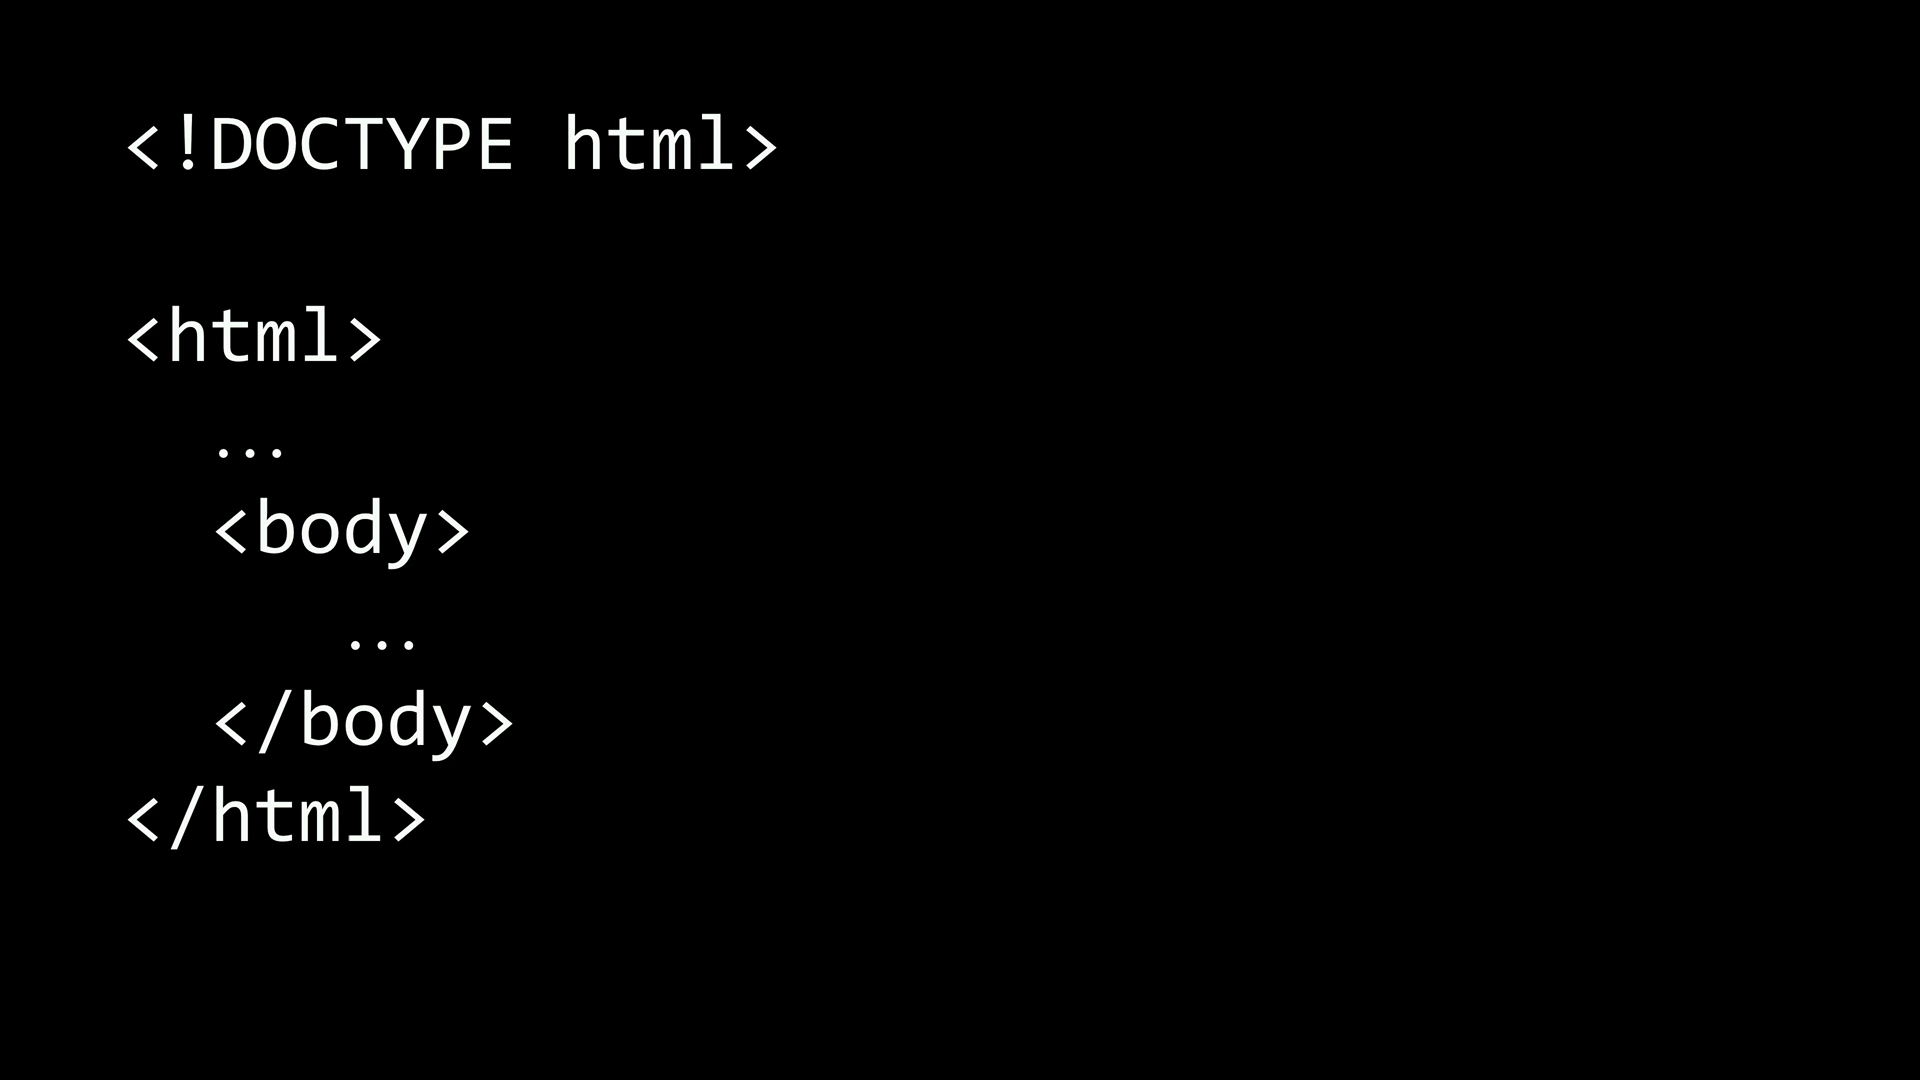 <!DOCTYPE html>
<html>
...
<body>
...
</body>
</html>